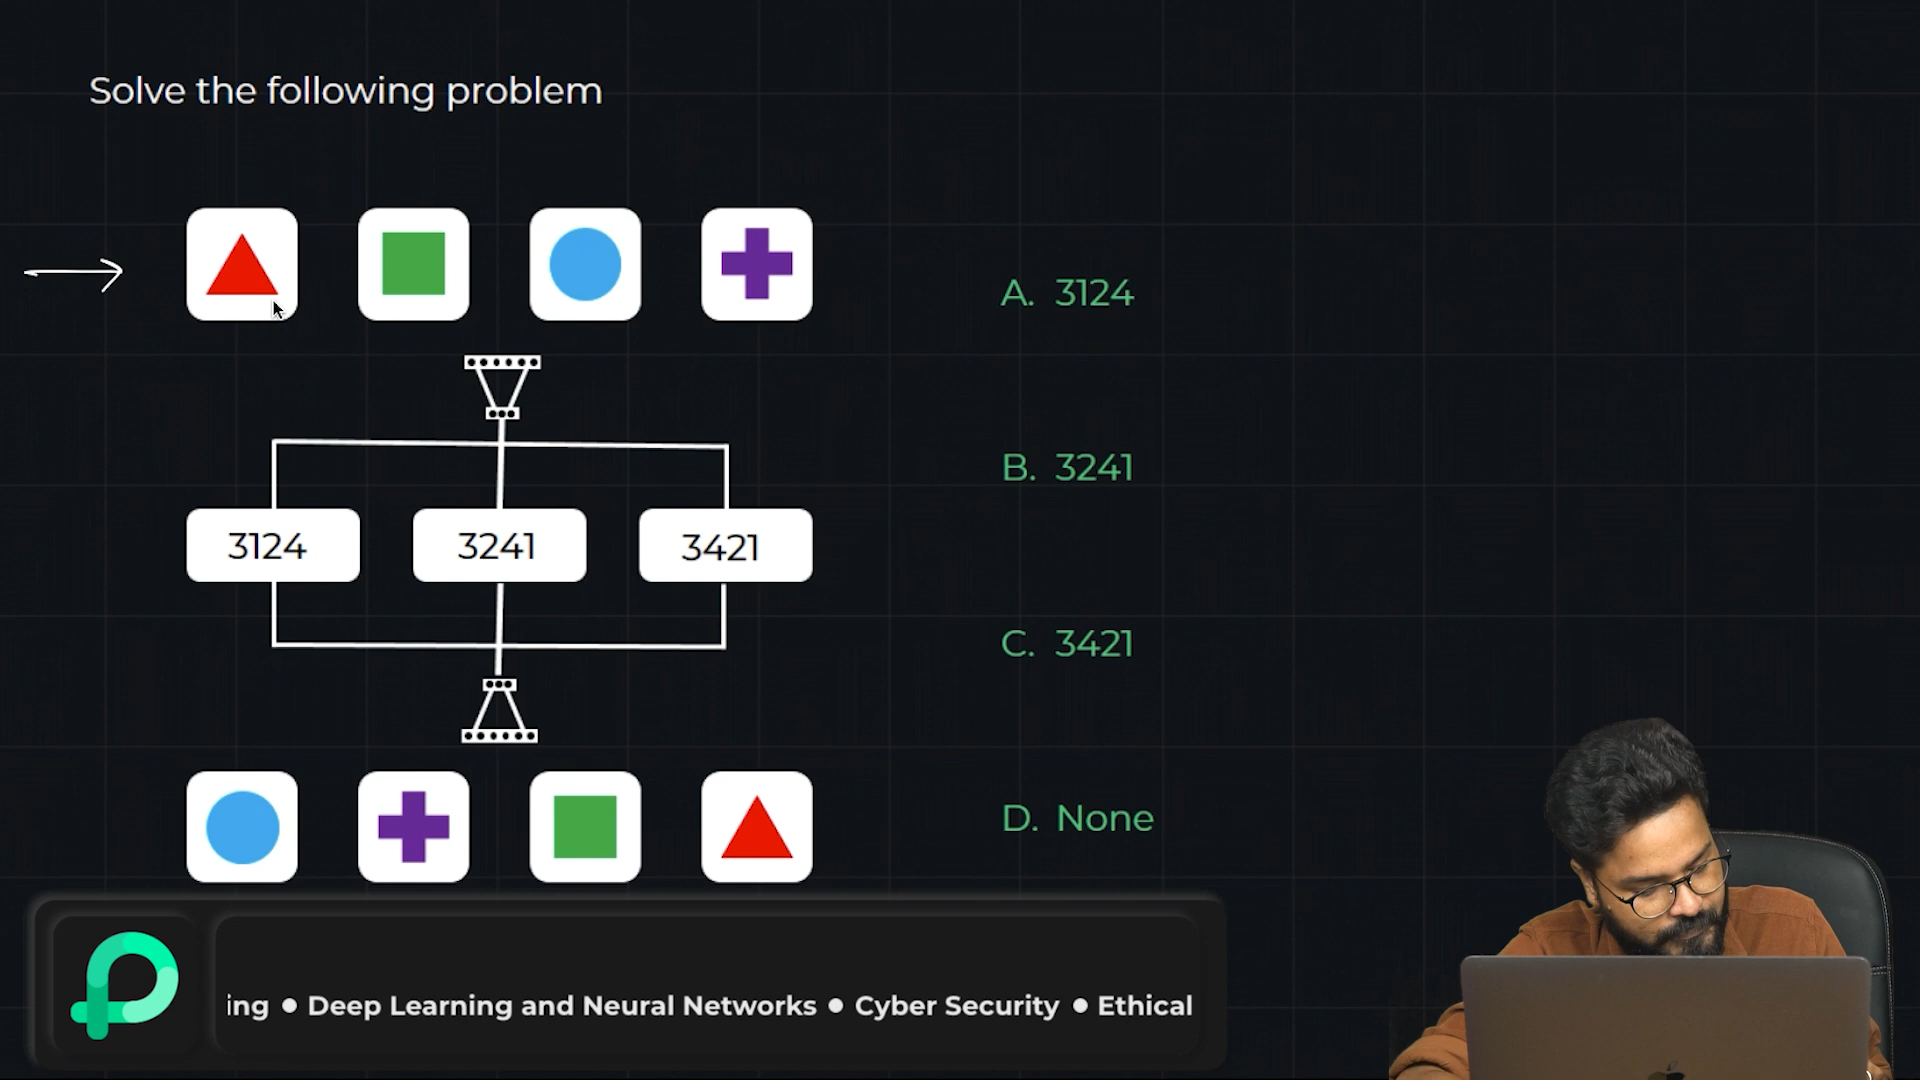 Solve the following problem
A. 3124
B. 3241
3124 3241 3421
C. 3421
D. None
ing • Deep Learning and Neural Networks • Cyber Security • Ethical